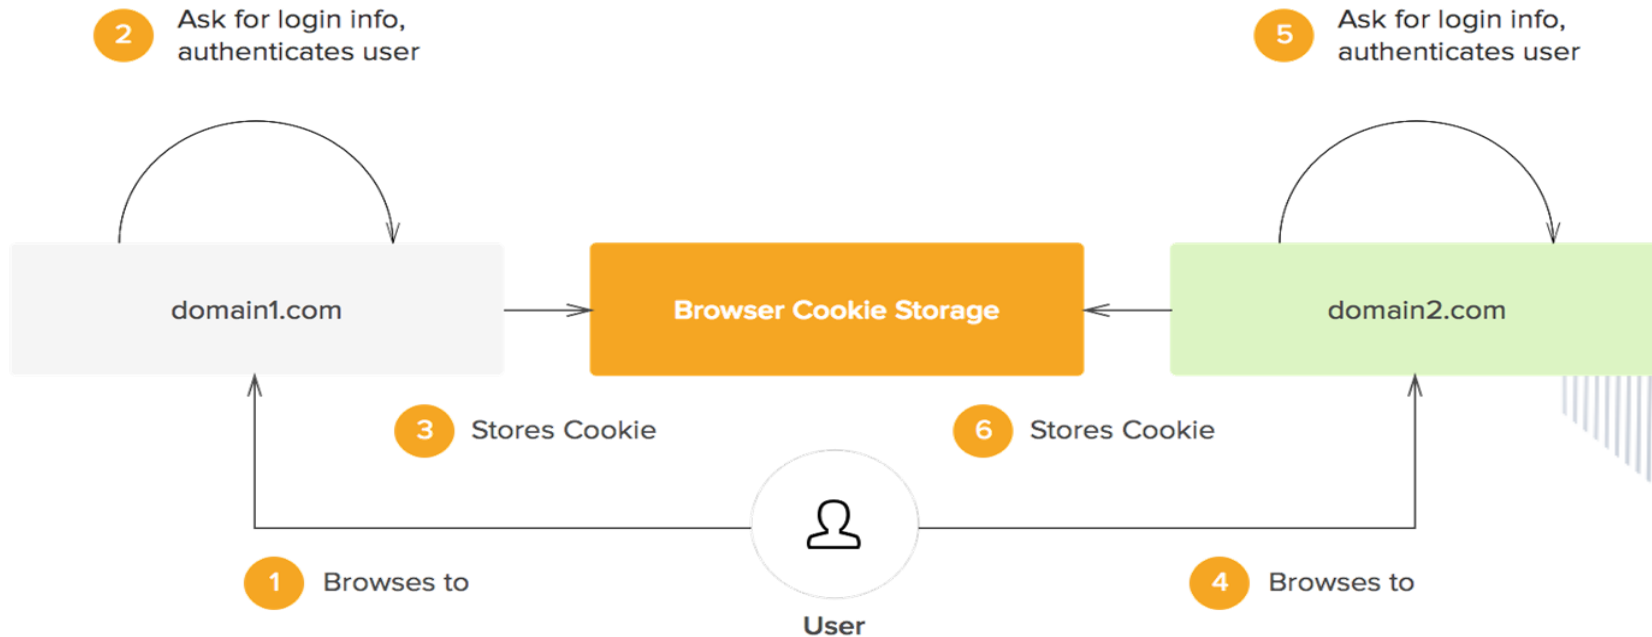 2
Ask for login info,
authenticates user
5
Ask for login info,
authenticates user
domain1.com
Browser Cookie Storage
domain2.com
3 Stores Cookie
6 Stores Cookie
1 Browses to
4 Browses to
User